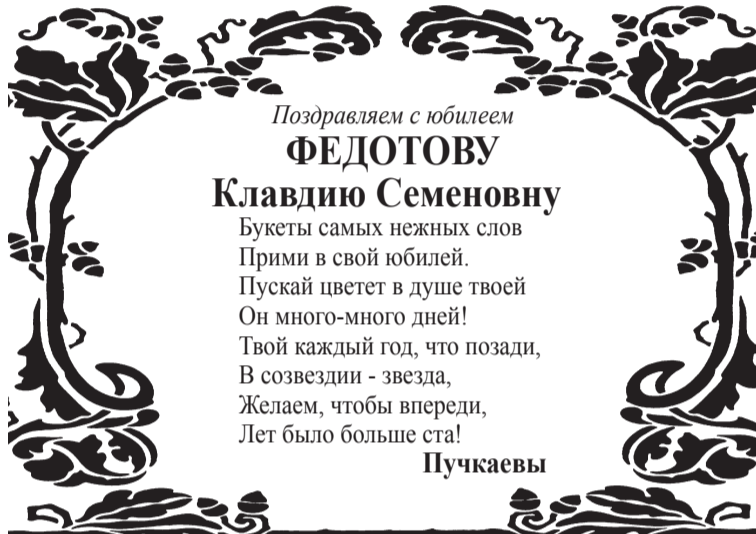 Поздравляем с юбилеем
ФЕДОТОВУ
Клавдию Семеновну
Букеты самых нежных слов
Прими в свой юбилей.
Пускай цветет в душе твоей
Он много-много дней!
Твой каждый год, что позади,
В созвездии - звезда,
Желаем, чтобы впереди,
Лет было больше ста!
Пучкаевы